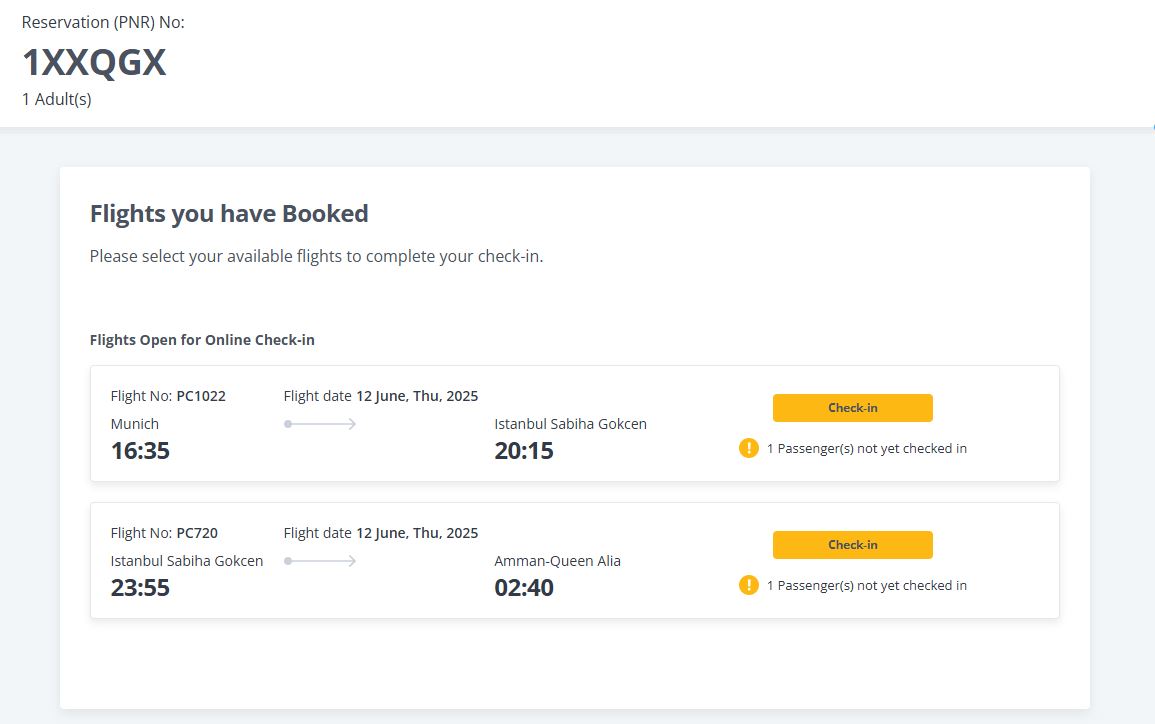 Reservation (PNR) No:
1XXQGX
1 Adult(s)
Flights you have Booked
Please select your available flights to complete your check-in.
Flights Open for Online Check-in
Flight No: PC1022 Flight date 12 June, Thu, 2025
Check-in
Munich Istanbul Sabiha Gokcen
16:35 20:15
! 1 Passenger(s) not yet checked in
Flight No: PC720 Flight date 12 June, Thu, 2025
Check-in
Istanbul Sabiha Gokcen Amman-Queen Alia
23:55 02:40
! 1 Passenger(s) not yet checked in